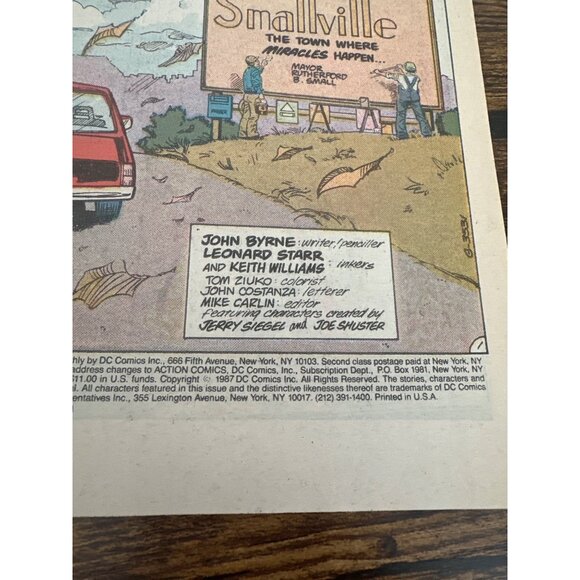 Smallville
THE TOWN WHERE
MIRACLES HAPPEN...
MAYOR
RUTHERFORD
B. SMALL
G-3531
JOHN BYRNE: writer/penciller
LEONARD STARR
AND KEITH WILLIAMS: inkers
TOM ZIUKO: colorist
JOHN COSTANZA: letterer
MIKE CARLIN: editor
featuring characters created by
JERRY SIEGEL and JOE SHUSTER
1
hly by DC Comics Inc., 666 Fifth Avenue, New York, NY 10103. Second class postage paid at New York, NY
address changes to ACTION COMICS, DC Comics, Inc., Subscription Dept., P.O. Box 1981, New York, NY
$11.00 in U.S. funds. Copyright © 1987 DC Comics Inc. All Rights Reserved. The stories, characters and
l. All characters featured in this issue and the distinctive likenesses thereof are trademarks of DC Comics
entatives Inc., 355 Lexington Avenue, New York, NY 10017. (212) 391-1400. Printed in U.S.A.